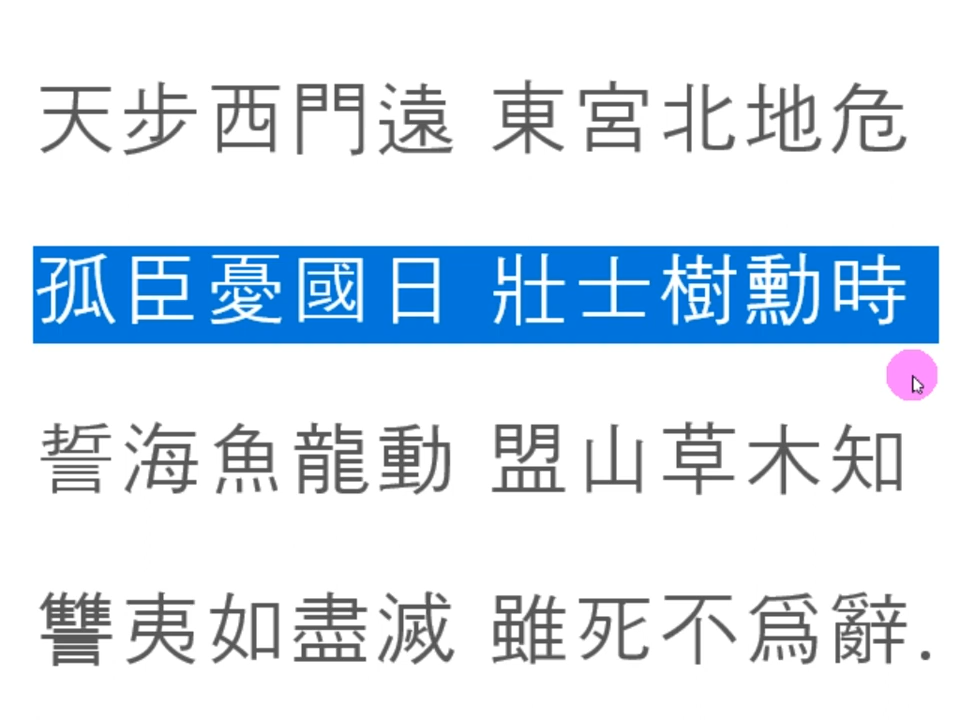 天步西門遠 東宮北地危
孤臣憂國日 壯士樹勳時
誓海魚龍動 盟山草木知
讐夷如盡滅 雖死不爲辭.